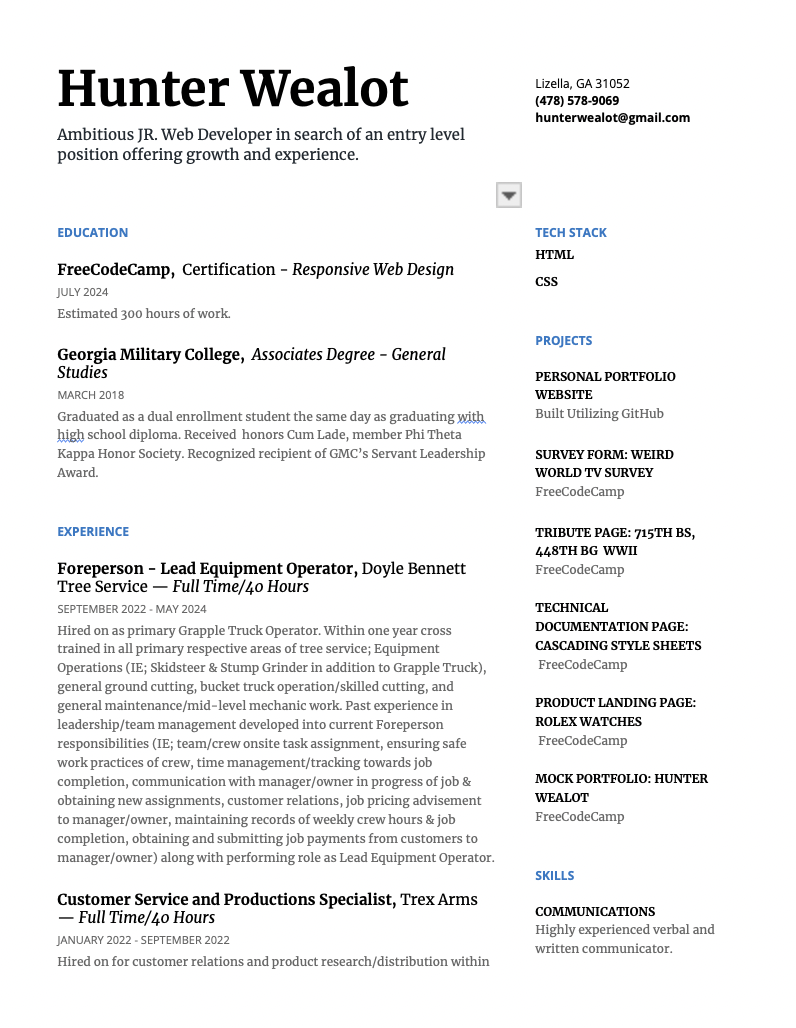 Hunter Wealot
Ambitious JR. Web Developer in search of an entry level
position offering growth and experience.
Lizella, GA 31052
(478) 578-9069
hunterwealot@gmail.com
EDUCATION
FreeCodeCamp,  Certification - Responsive Web Design
JULY 2024
Estimated 300 hours of work.
Georgia Military College,  Associates Degree - General
Studies
MARCH 2018
Graduated as a dual enrollment student the same day as graduating with
high school diploma. Received  honors Cum Lade, member Phi Theta
Kappa Honor Society. Recognized recipient of GMC's Servant Leadership
Award.
EXPERIENCE
Foreperson - Lead Equipment Operator, Doyle Bennett
Tree Service — Full Time/40 Hours
SEPTEMBER 2022 - MAY 2024
Hired on as primary Grapple Truck Operator. Within one year cross
trained in all primary respective areas of tree service; Equipment
Operations (IE; Skidsteer & Stump Grinder in addition to Grapple Truck),
general ground cutting, bucket truck operation/skilled cutting, and
general maintenance/mid-level mechanic work. Past experience in
leadership/team management developed into current Foreperson
responsibilities (IE; team/crew onsite task assignment, ensuring safe
work practices of crew, time management/tracking towards job
completion, communication with manager/owner in progress of job &
obtaining new assignments, customer relations, job pricing advisement
to manager/owner, maintaining records of weekly crew hours & job
completion, obtaining and submitting job payments from customers to
manager/owner) along with performing role as Lead Equipment Operator.
Customer Service and Productions Specialist, Trex Arms
— Full Time/40 Hours
JANUARY 2022 - SEPTEMBER 2022
Hired on for customer relations and product research/distribution within
TECH STACK
HTML
CSS
PROJECTS
PERSONAL PORTFOLIO
WEBSITE
Built Utilizing GitHub
SURVEY FORM: WEIRD
WORLD TV SURVEY
FreeCodeCamp
TRIBUTE PAGE: 715TH BS,
448TH BG  WWII
FreeCodeCamp
TECHNICAL
DOCUMENTATION PAGE:
CASCADING STYLE SHEETS
FreeCodeCamp
PRODUCT LANDING PAGE:
ROLEX WATCHES
FreeCodeCamp
MOCK PORTFOLIO: HUNTER
WEALOT
FreeCodeCamp
SKILLS
COMMUNICATIONS
Highly experienced verbal and
written communicator.